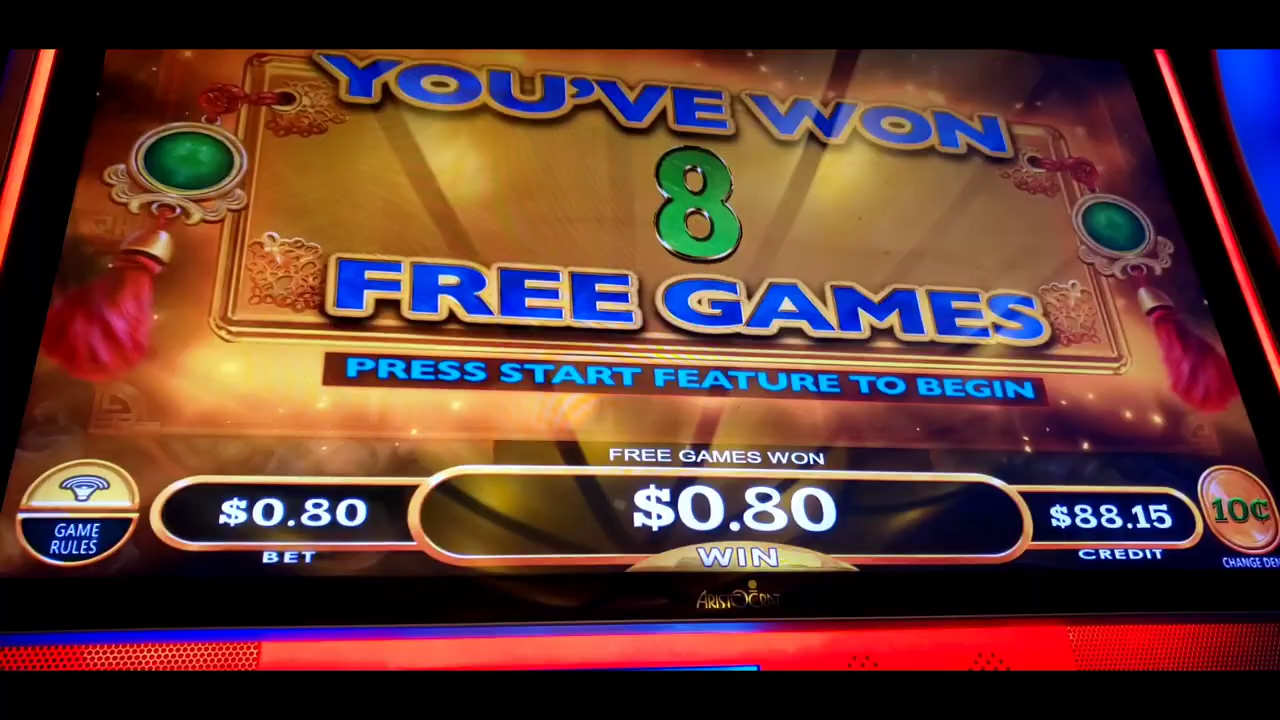 YOU'VE WON
8
FREE GAMES
PRESS START FEATURE TO BEGIN
FREE GAMES WON
$0.80
$0.80
$88.15
10¢
GAME
RULES
BET
WIN
CREDIT
CHANGE DEN
ARISTOCRAT